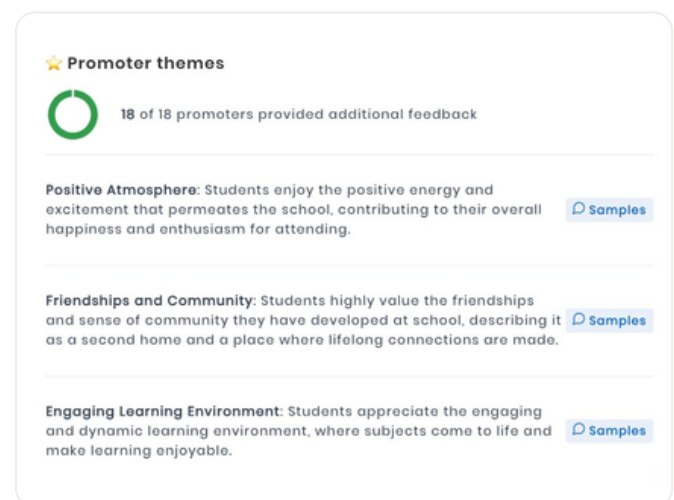 Promoter themes
18 of 18 promoters provided additional feedback
Positive Atmosphere: Students enjoy the positive energy and
excitement that permeates the school, contributing to their overall
happiness and enthusiasm for attending.
Samples
Friendships and Community: Students highly value the friendships
and sense of community they have developed at school, describing it
as a second home and a place where lifelong connections are made.
Samples
Engaging Learning Environment: Students appreciate the engaging
and dynamic learning environment, where subjects come to life and
make learning enjoyable.
Samples